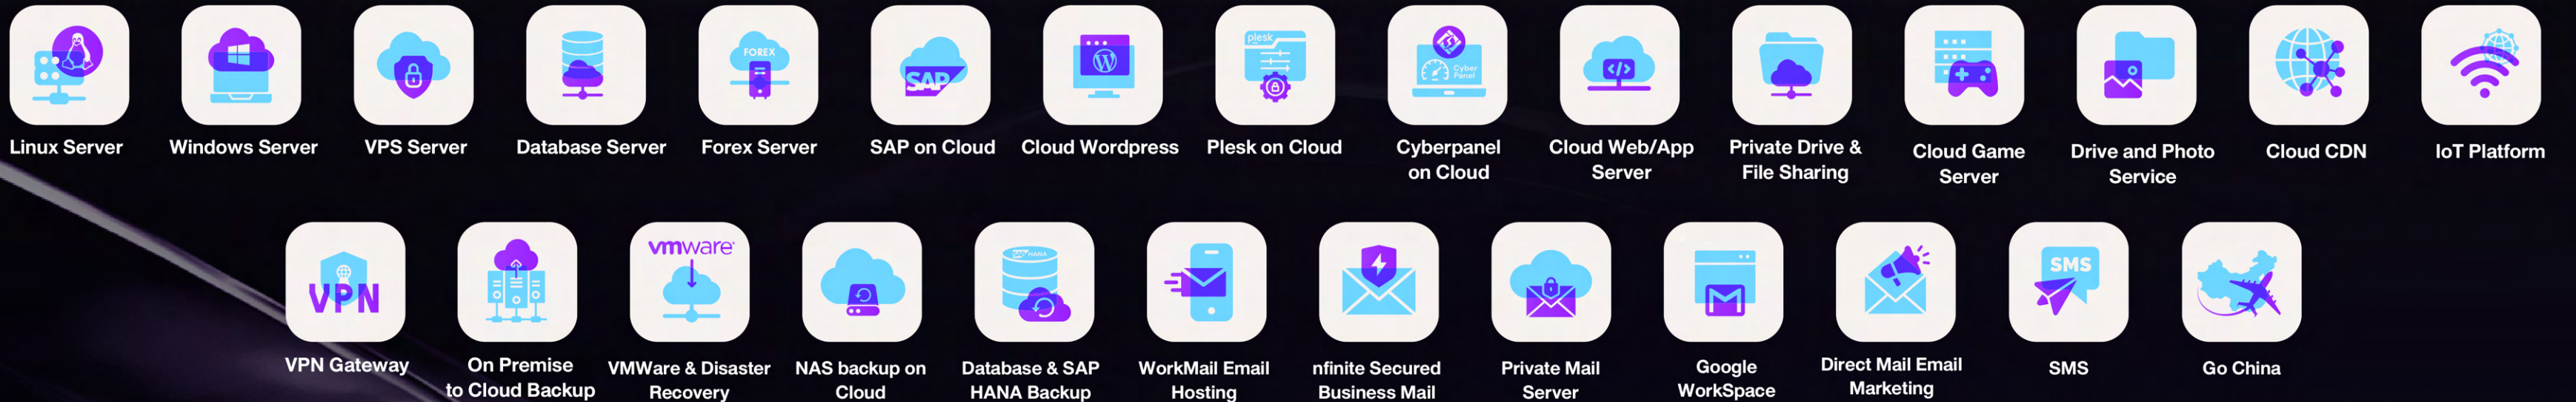 FOREX
SAP
plesk
Cyber
Panel
</>
Linux Server
Windows Server
VPS Server
Database Server
Forex Server
SAP on Cloud
Cloud Wordpress
Plesk on Cloud
Cyberpanel
on Cloud
Cloud Web/App
Server
Private Drive &
File Sharing
Cloud Game
Server
Drive and Photo
Service
Cloud CDN
IoT Platform
VPN
vmware
SAP HANA
SMS
VPN Gateway
On Premise
to Cloud Backup
VMWare & Disaster
Recovery
NAS backup on
Cloud
Database & SAP
HANA Backup
WorkMail Email
Hosting
nfinite Secured
Business Mail
Private Mail
Server
Google
WorkSpace
Direct Mail Email
Marketing
SMS
Go China